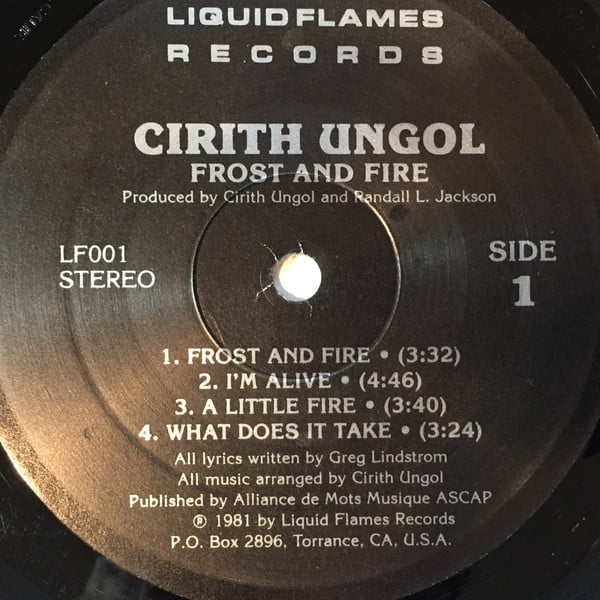 LIQUID FLAMES
RECORDS
CIRITH UNGOL
FROST AND FIRE
Produced by Cirith Ungol and Randall L. Jackson
LF001
STEREO
SIDE
1
1. FROST AND FIRE • (3:32)
2. I'M ALIVE • (4:46)
3. A LITTLE FIRE • (3:40)
4. WHAT DOES IT TAKE • (3:24)
All lyrics written by Greg Lindstrom
All music arranged by Cirith Ungol
Published by Alliance de Mots Musique ASCAP
℗ 1981 by Liquid Flames Records
P.O. Box 2896, Torrance, CA, U.S.A.